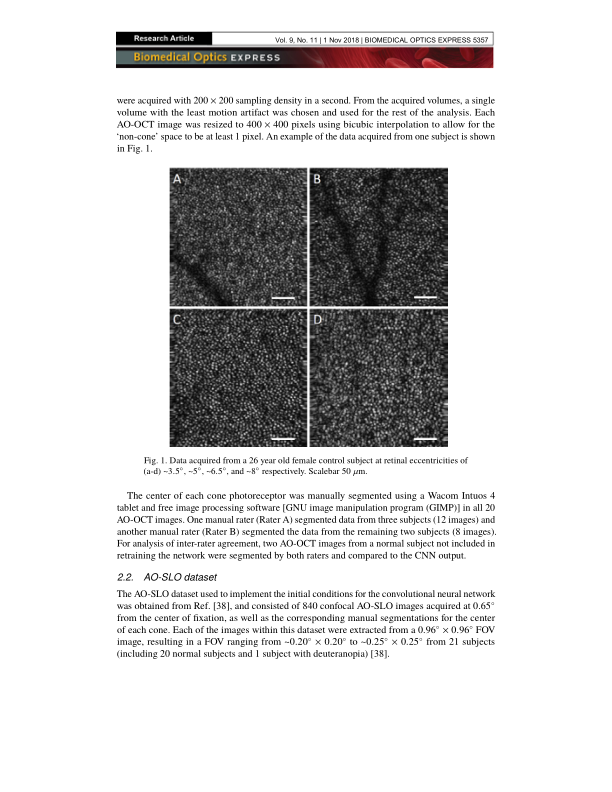 Research Article
Vol. 9, No. 11 | 1 Nov 2018 | BIOMEDICAL OPTICS EXPRESS 5357
Biomedical Optics EXPRESS
were acquired with 200 × 200 sampling density in a second. From the acquired volumes, a single
volume with the least motion artifact was chosen and used for the rest of the analysis. Each
AO-OCT image was resized to 400 × 400 pixels using bicubic interpolation to allow for the
‘non-cone’ space to be at least 1 pixel. An example of the data acquired from one subject is shown
in Fig. 1.
A
B
C
D
Fig. 1. Data acquired from a 26 year old female control subject at retinal eccentricities of
(a-d) ~3.5°, ~5°, ~6.5°, and ~8° respectively. Scalebar 50 μm.
The center of each cone photoreceptor was manually segmented using a Wacom Intuos 4
tablet and free image processing software [GNU image manipulation program (GIMP)] in all 20
AO-OCT images. One manual rater (Rater A) segmented data from three subjects (12 images) and
another manual rater (Rater B) segmented the data from the remaining two subjects (8 images).
For analysis of inter-rater agreement, two AO-OCT images from a normal subject not included in
retraining the network were segmented by both raters and compared to the CNN output.
2.2. AO-SLO dataset
The AO-SLO dataset used to implement the initial conditions for the convolutional neural network
was obtained from Ref. [38], and consisted of 840 confocal AO-SLO images acquired at 0.65°
from the center of fixation, as well as the corresponding manual segmentations for the center
of each cone. Each of the images within this dataset were extracted from a 0.96° × 0.96° FOV
image, resulting in a FOV ranging from ~0.20° × 0.20° to ~0.25° × 0.25° from 21 subjects
(including 20 normal subjects and 1 subject with deuteranopia) [38].